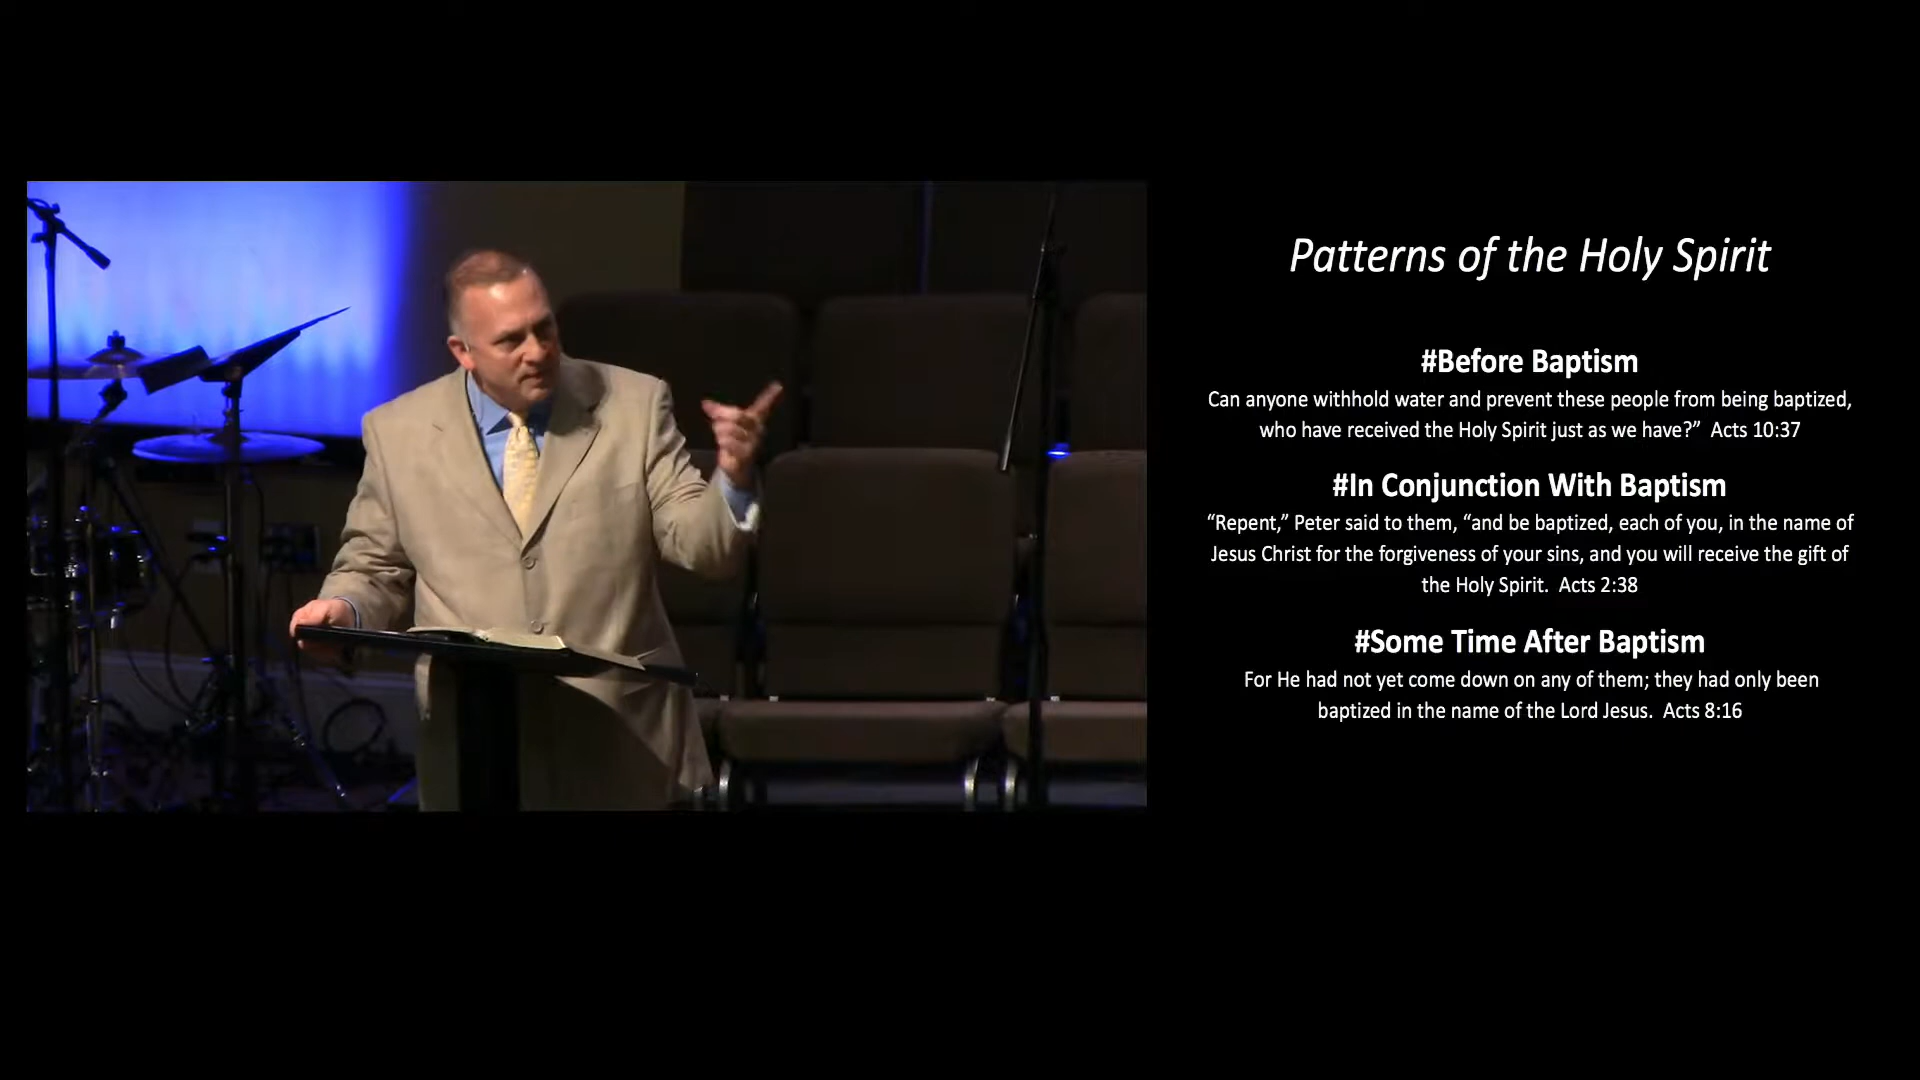 Patterns of the Holy Spirit
#Before Baptism
Can anyone withhold water and prevent these people from being baptized,
who have received the Holy Spirit just as we have?”  Acts 10:37
#In Conjunction With Baptism
“Repent,” Peter said to them, “and be baptized, each of you, in the name of
Jesus Christ for the forgiveness of your sins, and you will receive the gift of
the Holy Spirit.  Acts 2:38
#Some Time After Baptism
For He had not yet come down on any of them; they had only been
baptized in the name of the Lord Jesus.  Acts 8:16